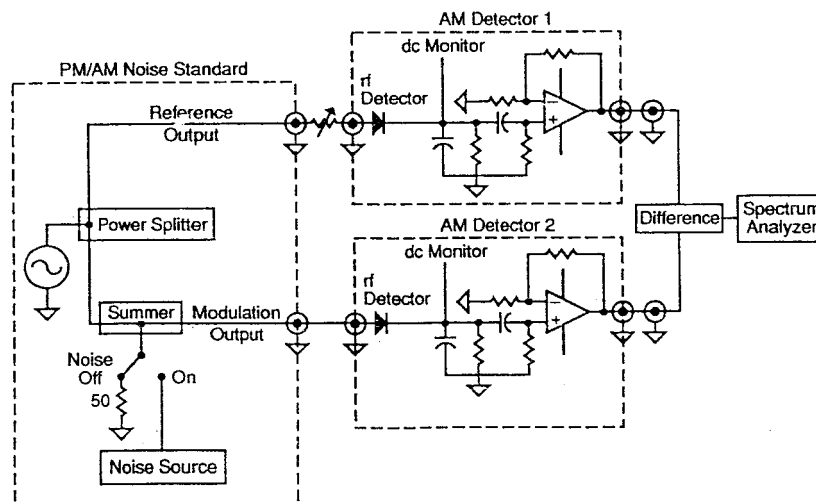 AM Detector 1
dc Monitor
PM/AM Noise Standard
rf
Detector
Reference
Output
−
+
Power Splitter
AM Detector 2
Difference
Spectrum
Analyzer
dc Monitor
rf
Detector
Summer
Modulation
Output
−
+
Noise
Off
On
50
Noise Source